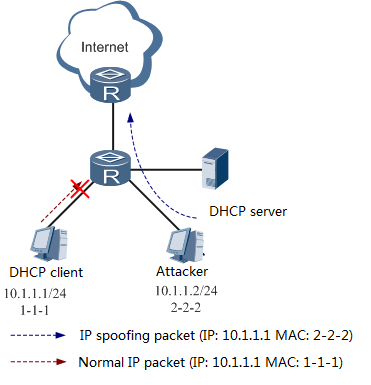 Internet
R
R
DHCP server
DHCP client
Attacker
10.1.1.1/24
10.1.1.2/24
1-1-1
2-2-2
IP spoofing packet (IP: 10.1.1.1 MAC: 2-2-2)
Normal IP packet (IP: 10.1.1.1 MAC: 1-1-1)